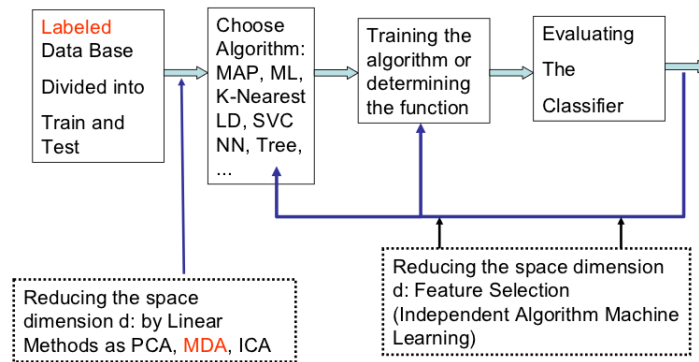 Labeled
Data Base
Divided into
Train and
Test
Choose
Algorithm:
MAP, ML,
K-Nearest
LD, SVC
NN, Tree,
...
Training the
algorithm or
determining
the function
Evaluating
The
Classifier
Reducing the space
dimension d: by Linear
Methods as PCA, MDA, ICA
Reducing the space dimension
d: Feature Selection
(Independent Algorithm Machine
Learning)